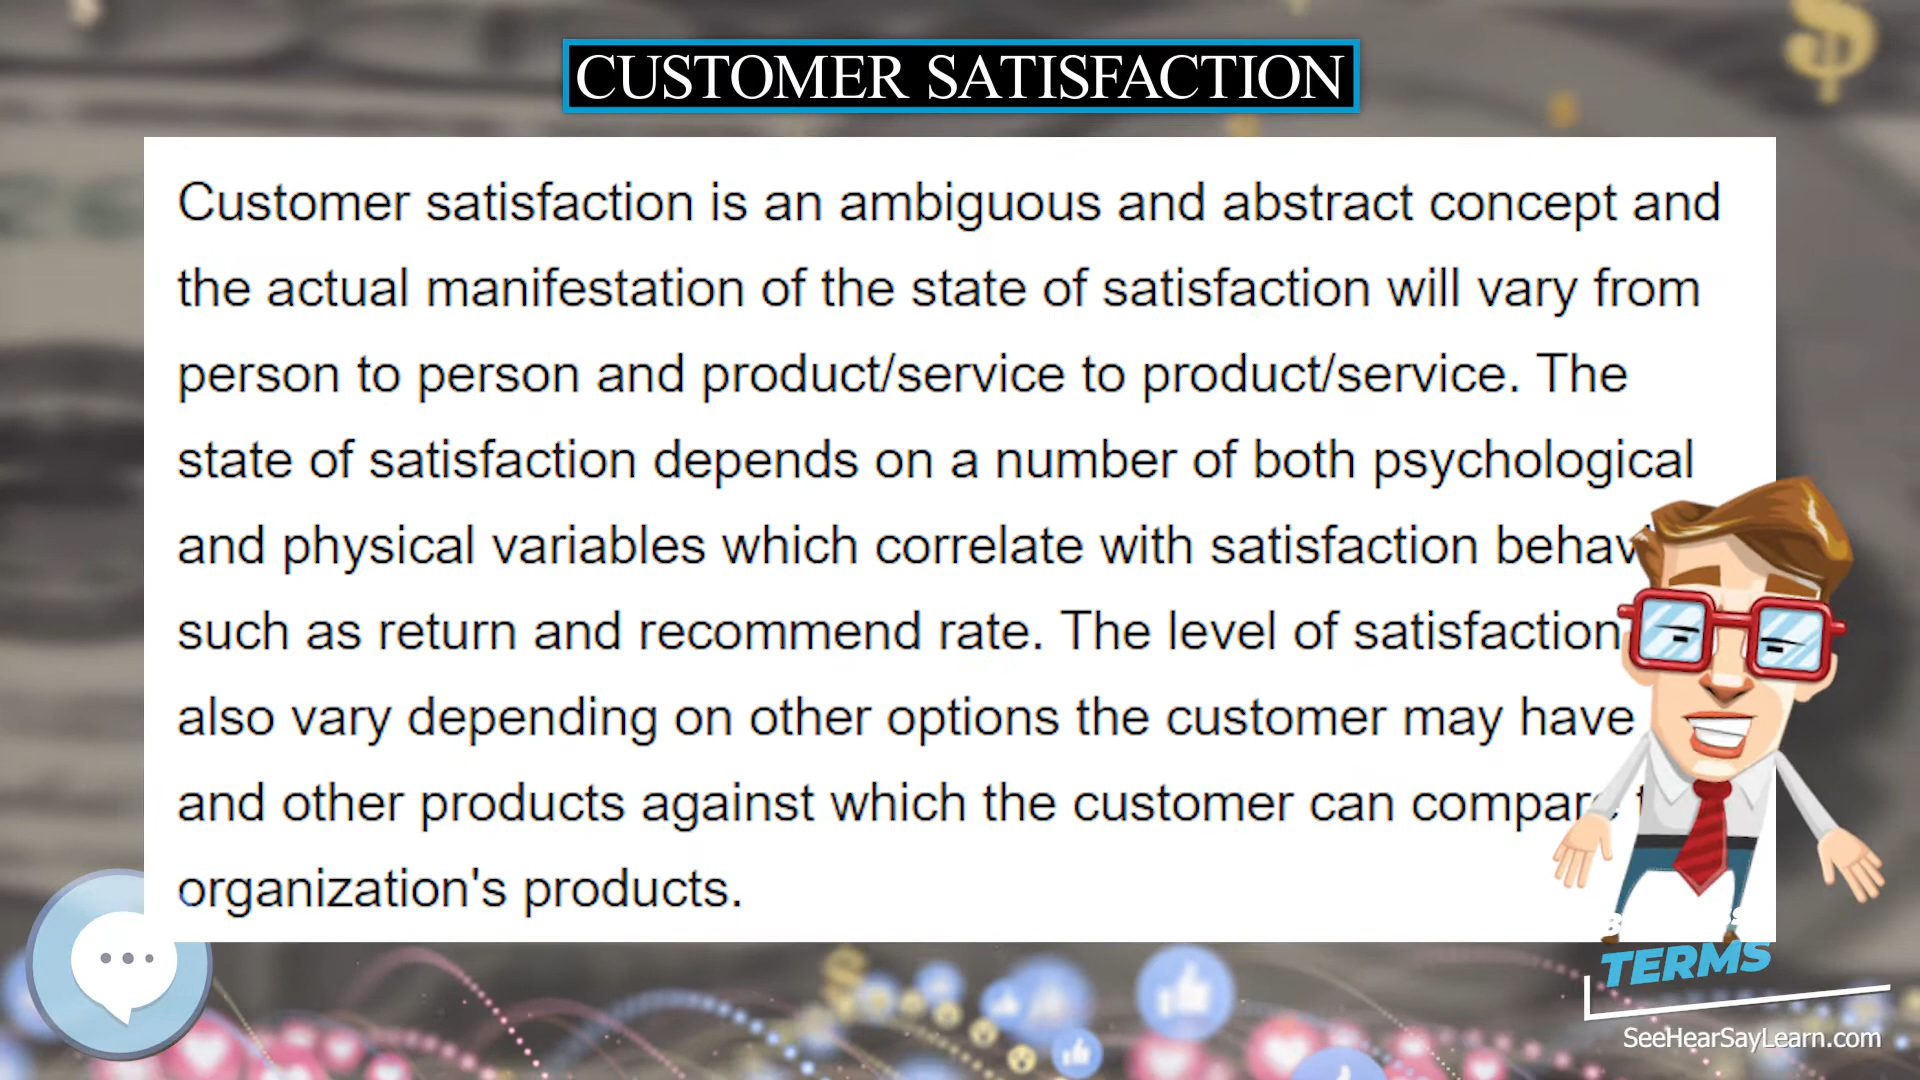 CUSTOMER SATISFACTION
Customer satisfaction is an ambiguous and abstract concept and
the actual manifestation of the state of satisfaction will vary from
person to person and product/service to product/service. The
state of satisfaction depends on a number of both psychological
and physical variables which correlate with satisfaction
such as return and recommend rate. The level of satisfaction
also vary depending on other options the customer may have
and other products against which the customer can compare
organization's products.
TERMS
SeeHearSayLearn.com